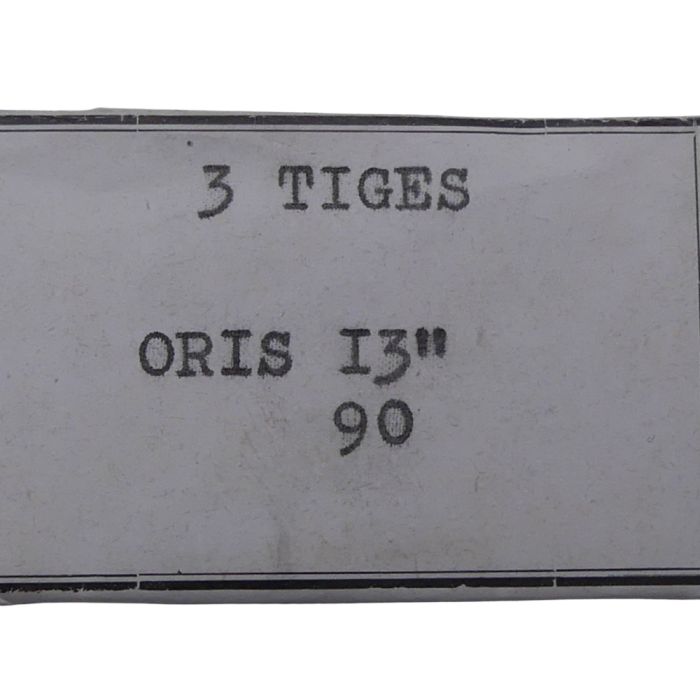 3 TIGES
ORIS I3"
90